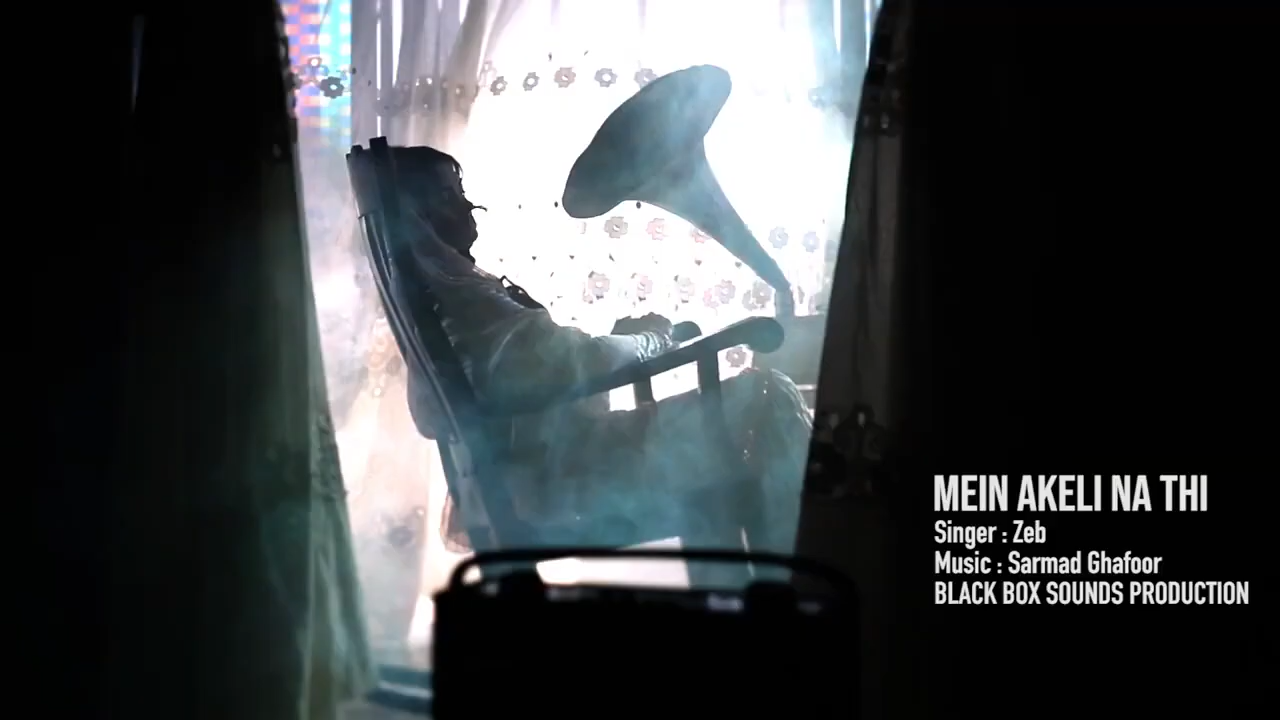 MEIN AKELI NA THI
Singer : Zeb
Music : Sarmad Ghafoor
BLACK BOX SOUNDS PRODUCTION